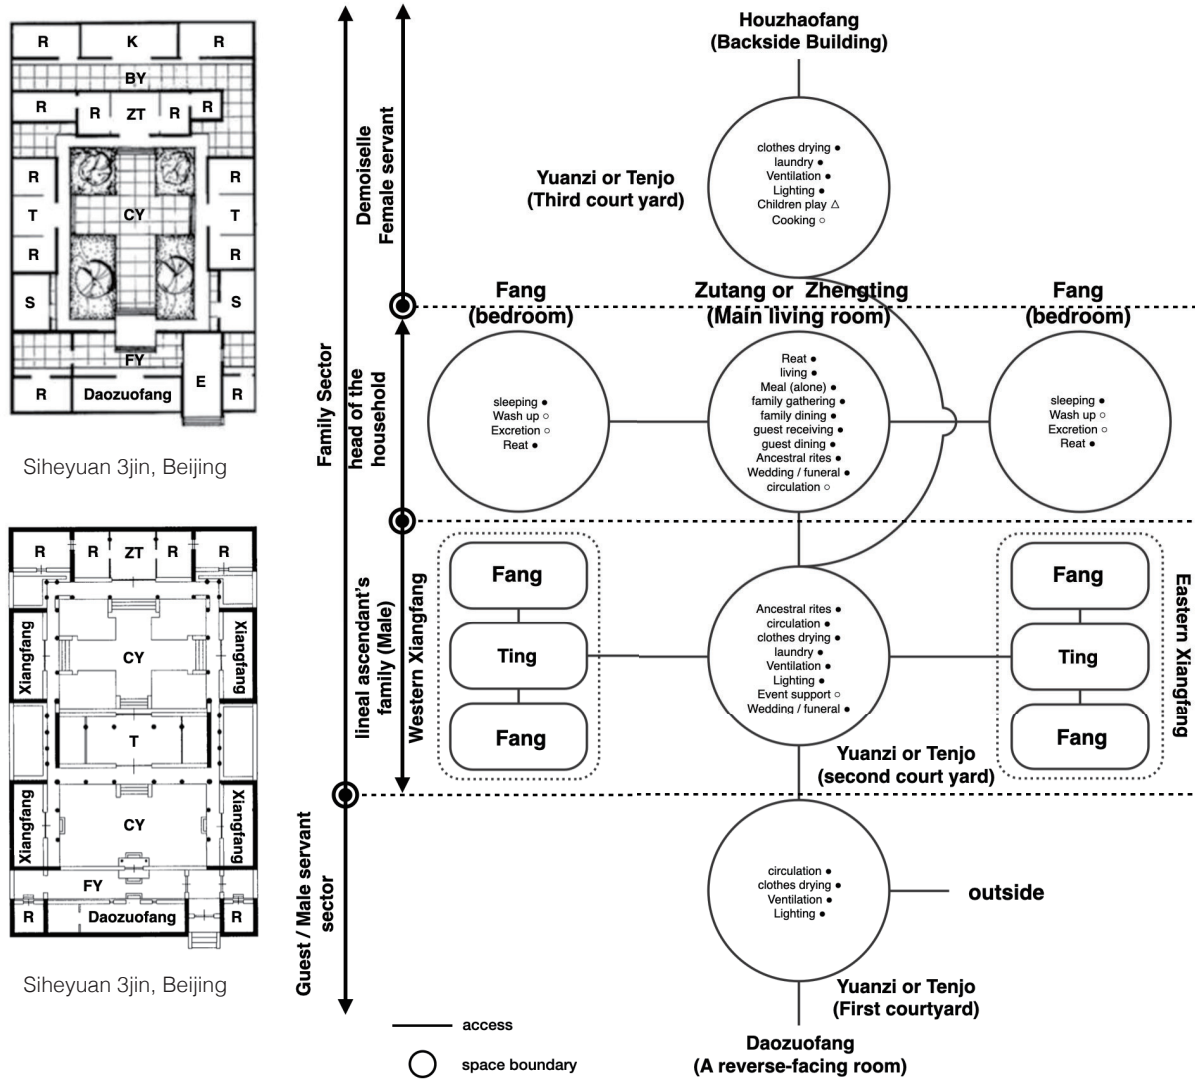 R K R
BY
R R ZT R R
R R
T CY T
R R
S S
FY
R Daozuofang E R
Siheyuan 3jin, Beijing
R R ZT R R
Xiangfang CY Xiangfang
T
Xiangfang CY Xiangfang
FY
R Daozuofang R
Siheyuan 3jin, Beijing
Demoiselle
Female servant
Family Sector
head of the
household
lineal ascendant's
family (Male)
Western Xiangfang
Guest / Male servant
sector
Houzhaofang
(Backside Building)
clothes drying ●
laundry ●
Ventilation ●
Lighting ●
Children play △
Cooking ○
Yuanzi or Tenjo
(Third court yard)
Fang
(bedroom)
Zutang or Zhengting
(Main living room)
Fang
(bedroom)
sleeping ●
Wash up ○
Excretion ○
Reat ●
Reat ●
living ●
Meal (alone) ●
family gathering ●
family dining ●
guest receiving ●
guest dining ●
Ancestral rites ●
Wedding / funeral ●
circulation ○
sleeping ●
Wash up ○
Excretion ○
Reat ●
Fang
Ting
Fang
Ancestral rites ●
circulation ●
clothes drying ●
laundry ●
Ventilation ●
Lighting ●
Event support ○
Wedding / funeral ●
Fang
Ting
Fang
Eastern Xiangfang
Yuanzi or Tenjo
(second court yard)
circulation ●
clothes drying ●
Ventilation ●
Lighting ●
outside
Yuanzi or Tenjo
(First courtyard)
Daozuofang
(A reverse-facing room)
access
space boundary